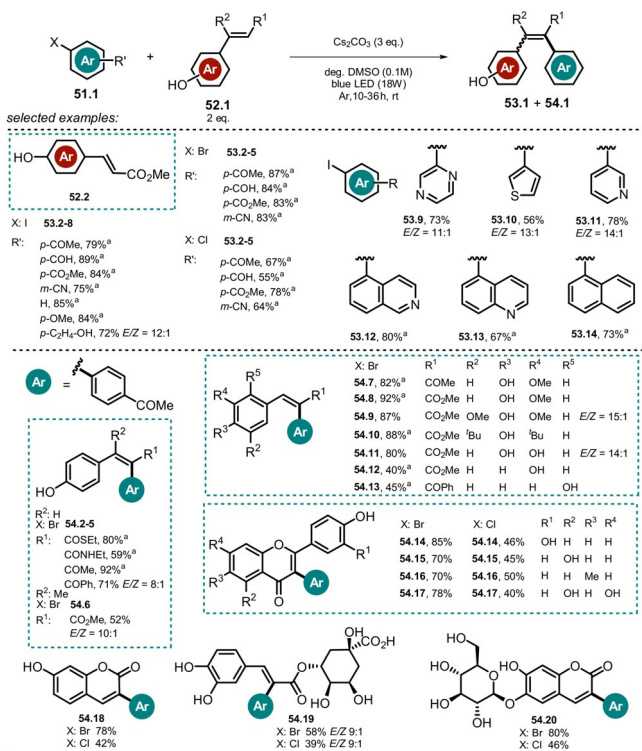 X
Ar
R'
51.1
+
R²
R¹
Ar
HO
52.1
2 eq.
Cs₂CO₃ (3 eq.)
deg. DMSO (0.1M)
blue LED (18W)
Ar,10-36h, rt
R²
R¹
Ar
Ar
HO
R'
53.1 + 54.1
selected examples:
HO
Ar
CO₂Me
52.2
X: I 53.2-8
R':
p-COMe, 79%ᵃ
p-COH, 89%ᵃ
p-CO₂Me, 84%ᵃ
m-CN, 75%ᵃ
H, 85%ᵃ
p-OMe, 84%ᵃ
p-C₂H₄-OH, 72% E/Z = 12:1
X: Br 53.2-5
R':
p-COMe, 87%ᵃ
p-COH, 84%ᵃ
p-CO₂Me, 83%ᵃ
m-CN, 83%ᵃ
X: Cl 53.2-5
R':
p-COMe, 67%ᵃ
p-COH, 55%ᵃ
p-CO₂Me, 78%ᵃ
m-CN, 64%ᵃ
I
Ar
R
N
N
53.9, 73%
E/Z = 11:1
S
53.10, 56%
E/Z = 13:1
N
53.11, 78%
E/Z = 14:1
N
53.12, 80%ᵃ
N
53.13, 67%ᵃ
53.14, 73%ᵃ
Ar
=
COMe
R²
R¹
HO
Ar
R²: H
X: Br 54.2-5
R¹: COSEt, 80%ᵃ
CONHEt, 59%ᵃ
COMe, 92%ᵃ
COPh, 71% E/Z = 8:1
R²: Me
X: Br 54.6
R¹: CO₂Me, 52%
E/Z = 10:1
R⁵
R⁴
R¹
R³
Ar
R²
X: Br R¹ R² R³ R⁴ R⁵
54.7, 82%ᵃ COMe H OH OMe H
54.8, 92%ᵃ CO₂Me H OH OMe H
54.9, 87% CO₂Me OMe OH OMe H E/Z = 15:1
54.10, 88%ᵃ CO₂Me ᵗBu OH ᵗBu H
54.11, 80% CO₂Me H OH OH H E/Z = 14:1
54.12, 40%ᵃ CO₂Me H H OH H
54.13, 45%ᵃ COPh H H H OH
OH
R⁴
O
R¹
R³
Ar
R²
O
X: Br X: Cl R¹ R² R³ R⁴
54.14, 85% 54.14, 46% OH H H H
54.15, 70% 54.15, 45% H OH H H
54.16, 70% 54.16, 50% H H Me H
54.17, 78% 54.17, 40% H OH H OH
HO
O
O
Ar
54.18
X: Br 78%
X: Cl 42%
HO
HO
Ar
O
O
HO
CO₂H
OH
OH
54.19
X: Br 58% E/Z 9:1
X: Cl 39% E/Z 9:1
HO
HO
HO
O
OH
O
HO
O
O
Ar
54.20
X: Br 80%
X: Cl 46%